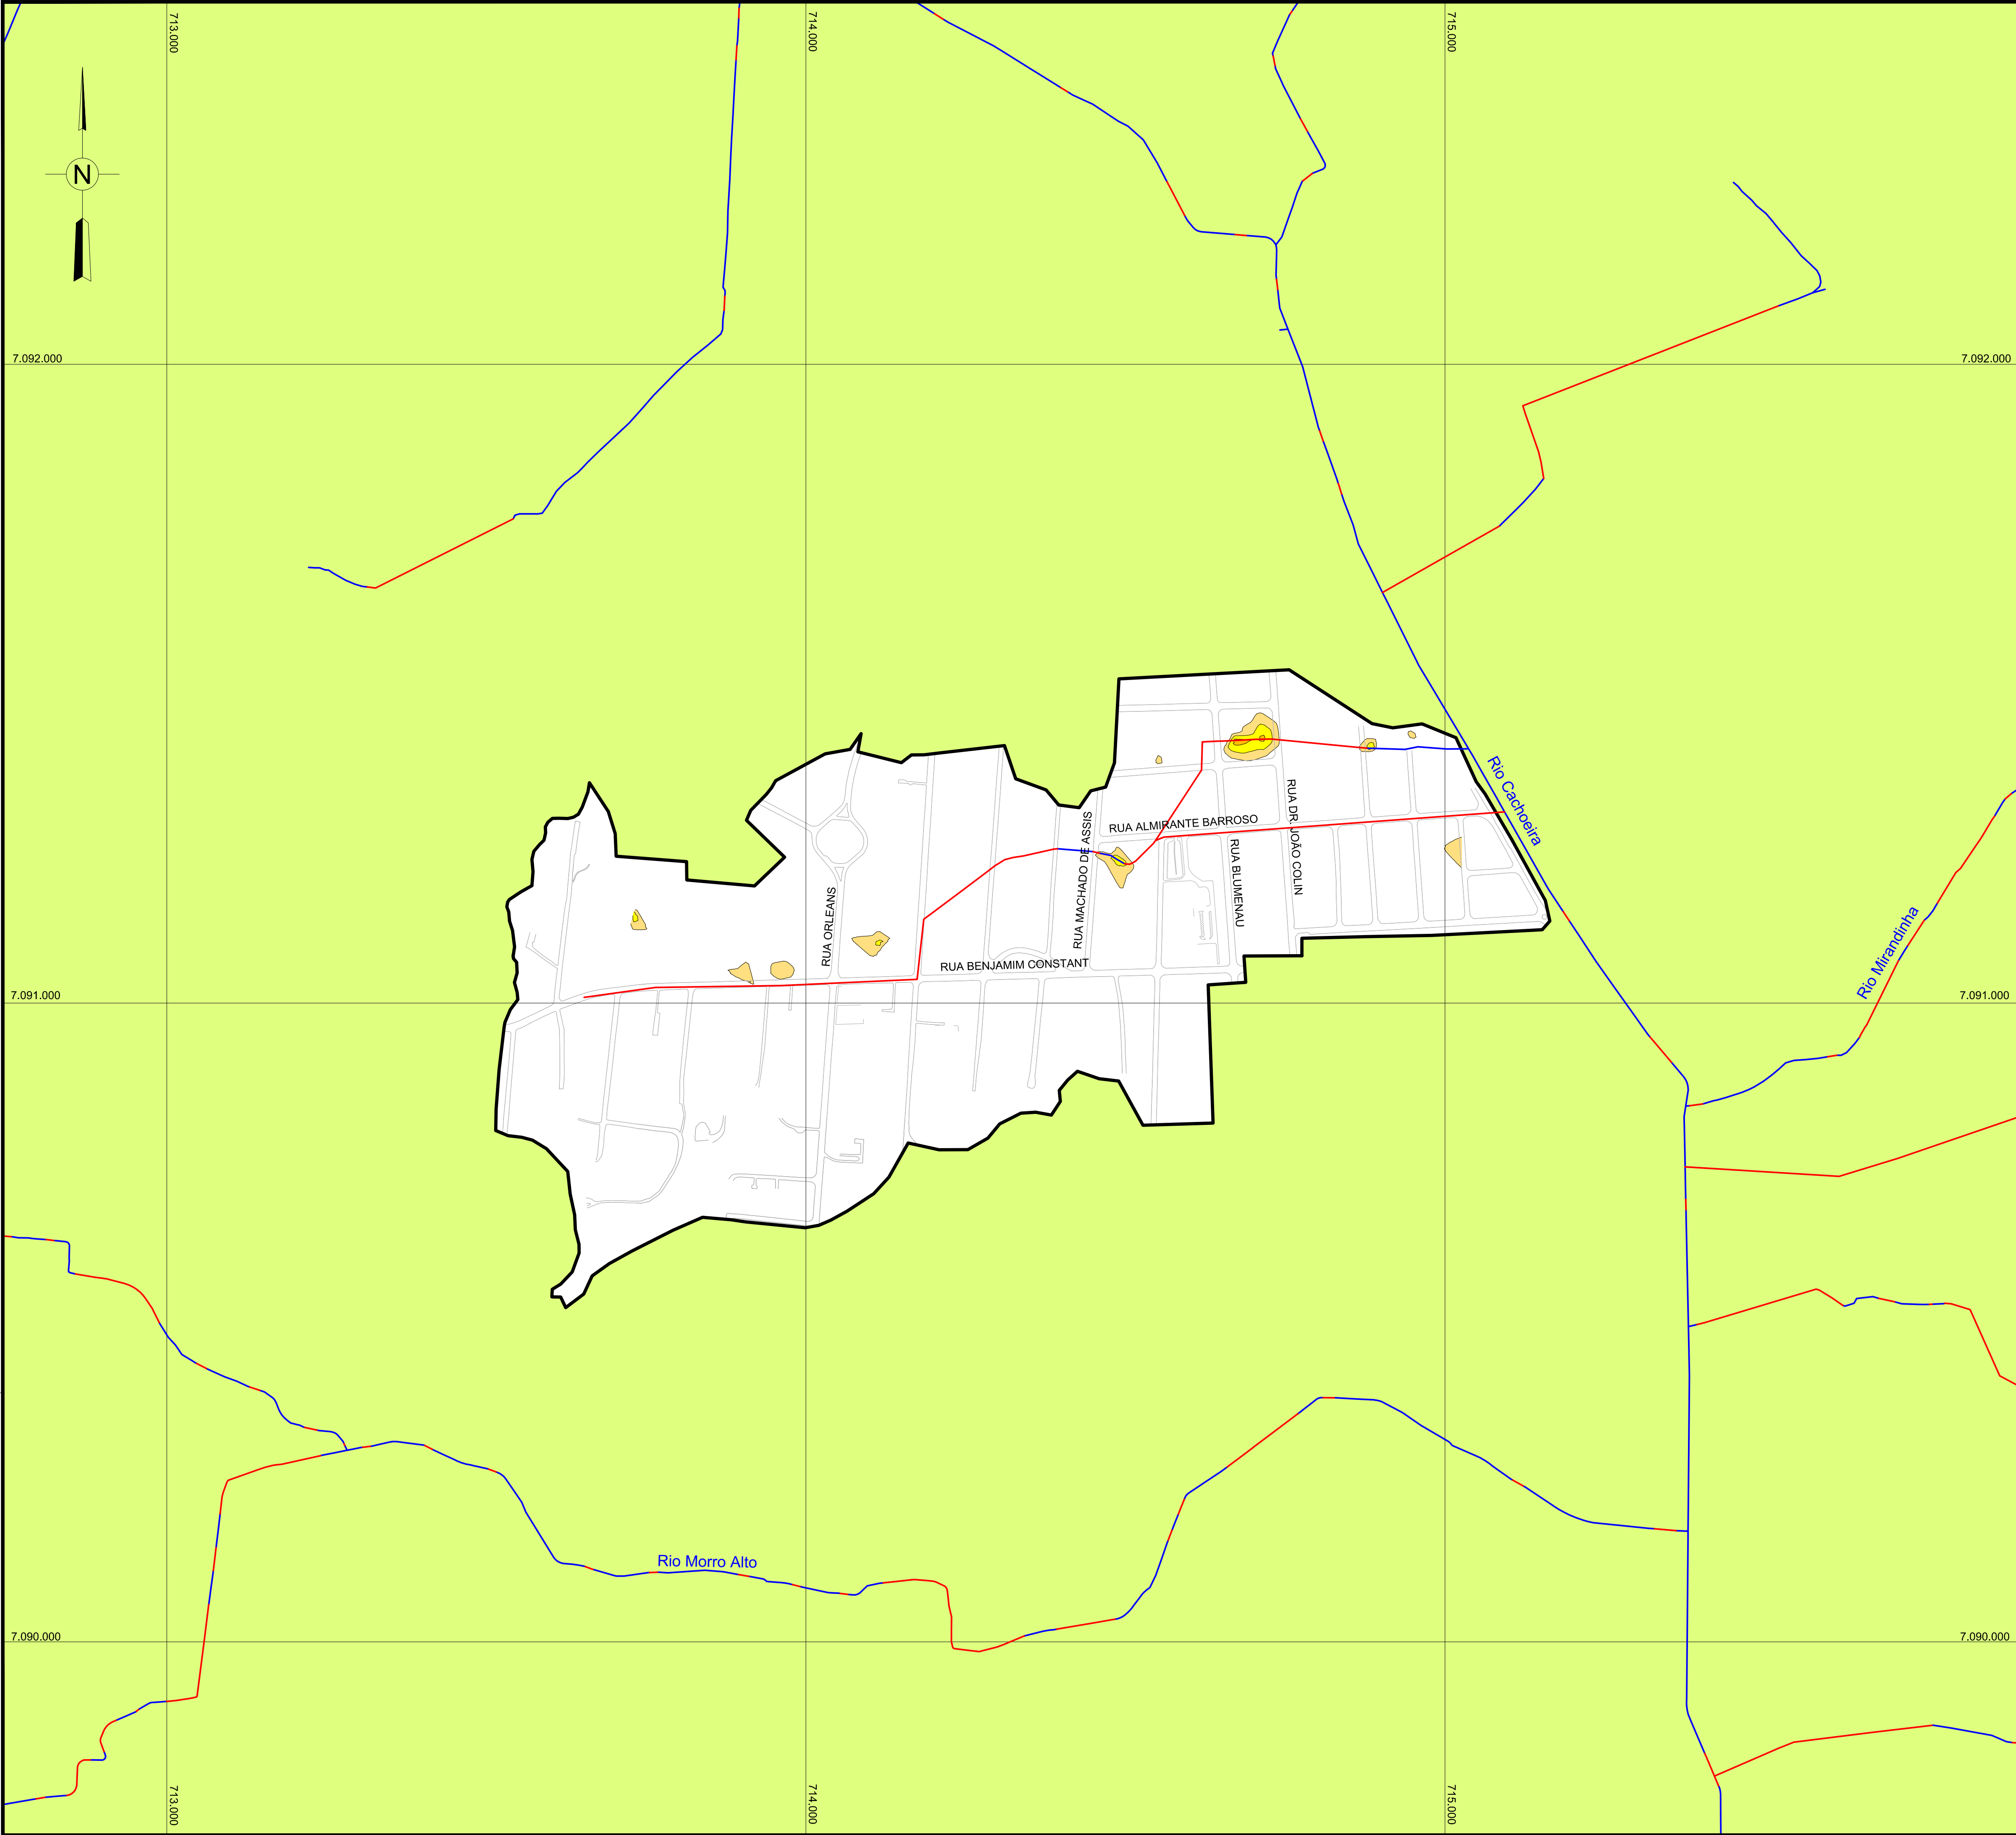 713.000
714.000
715.000
N
7.092.000
7.092.000
Rio Cachoeira
RUA DR. JOÃO COLIN
RUA ALMIRANTE BARROSO
RUA MACHADO DE ASSIS
RUA BLUMENAU
RUA ORLEANS
RUA BENJAMIM CONSTANT
Rio Mirandinha
7.091.000
7.091.000
Rio Morro Alto
7.090.000
7.090.000
713.000
714.000
715.000